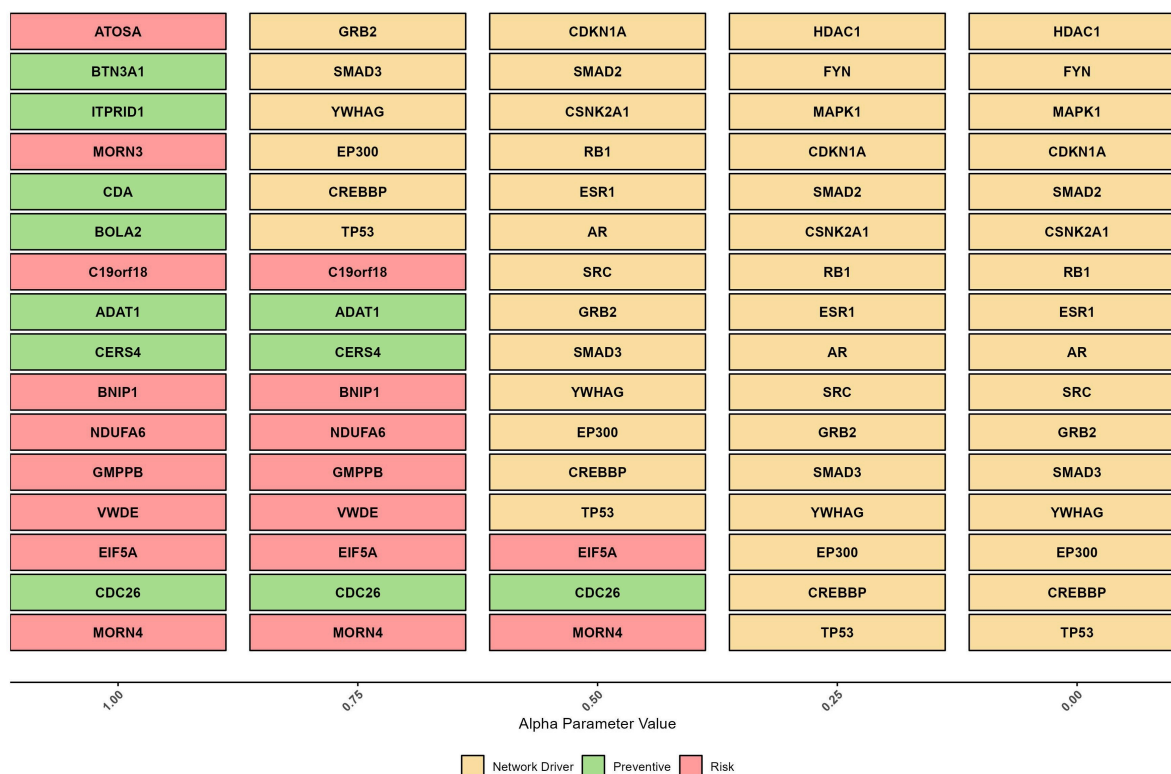 ATOSA GRB2 CDKN1A HDAC1 HDAC1
BTN3A1 SMAD3 SMAD2 FYN FYN
ITPRID1 YWHAG CSNK2A1 MAPK1 MAPK1
MORN3 EP300 RB1 CDKN1A CDKN1A
CDA CREBBP ESR1 SMAD2 SMAD2
BOLA2 TP53 AR CSNK2A1 CSNK2A1
C19orf18 C19orf18 SRC RB1 RB1
ADAT1 ADAT1 GRB2 ESR1 ESR1
CERS4 CERS4 SMAD3 AR AR
BNIP1 BNIP1 YWHAG SRC SRC
NDUFA6 NDUFA6 EP300 GRB2 GRB2
GMPPB GMPPB CREBBP SMAD3 SMAD3
VWDE VWDE TP53 YWHAG YWHAG
EIF5A EIF5A EIF5A EP300 EP300
CDC26 CDC26 CDC26 CREBBP CREBBP
MORN4 MORN4 MORN4 TP53 TP53
1.00 0.75 0.50 0.25 0.00
Alpha Parameter Value
Network Driver Preventive Risk